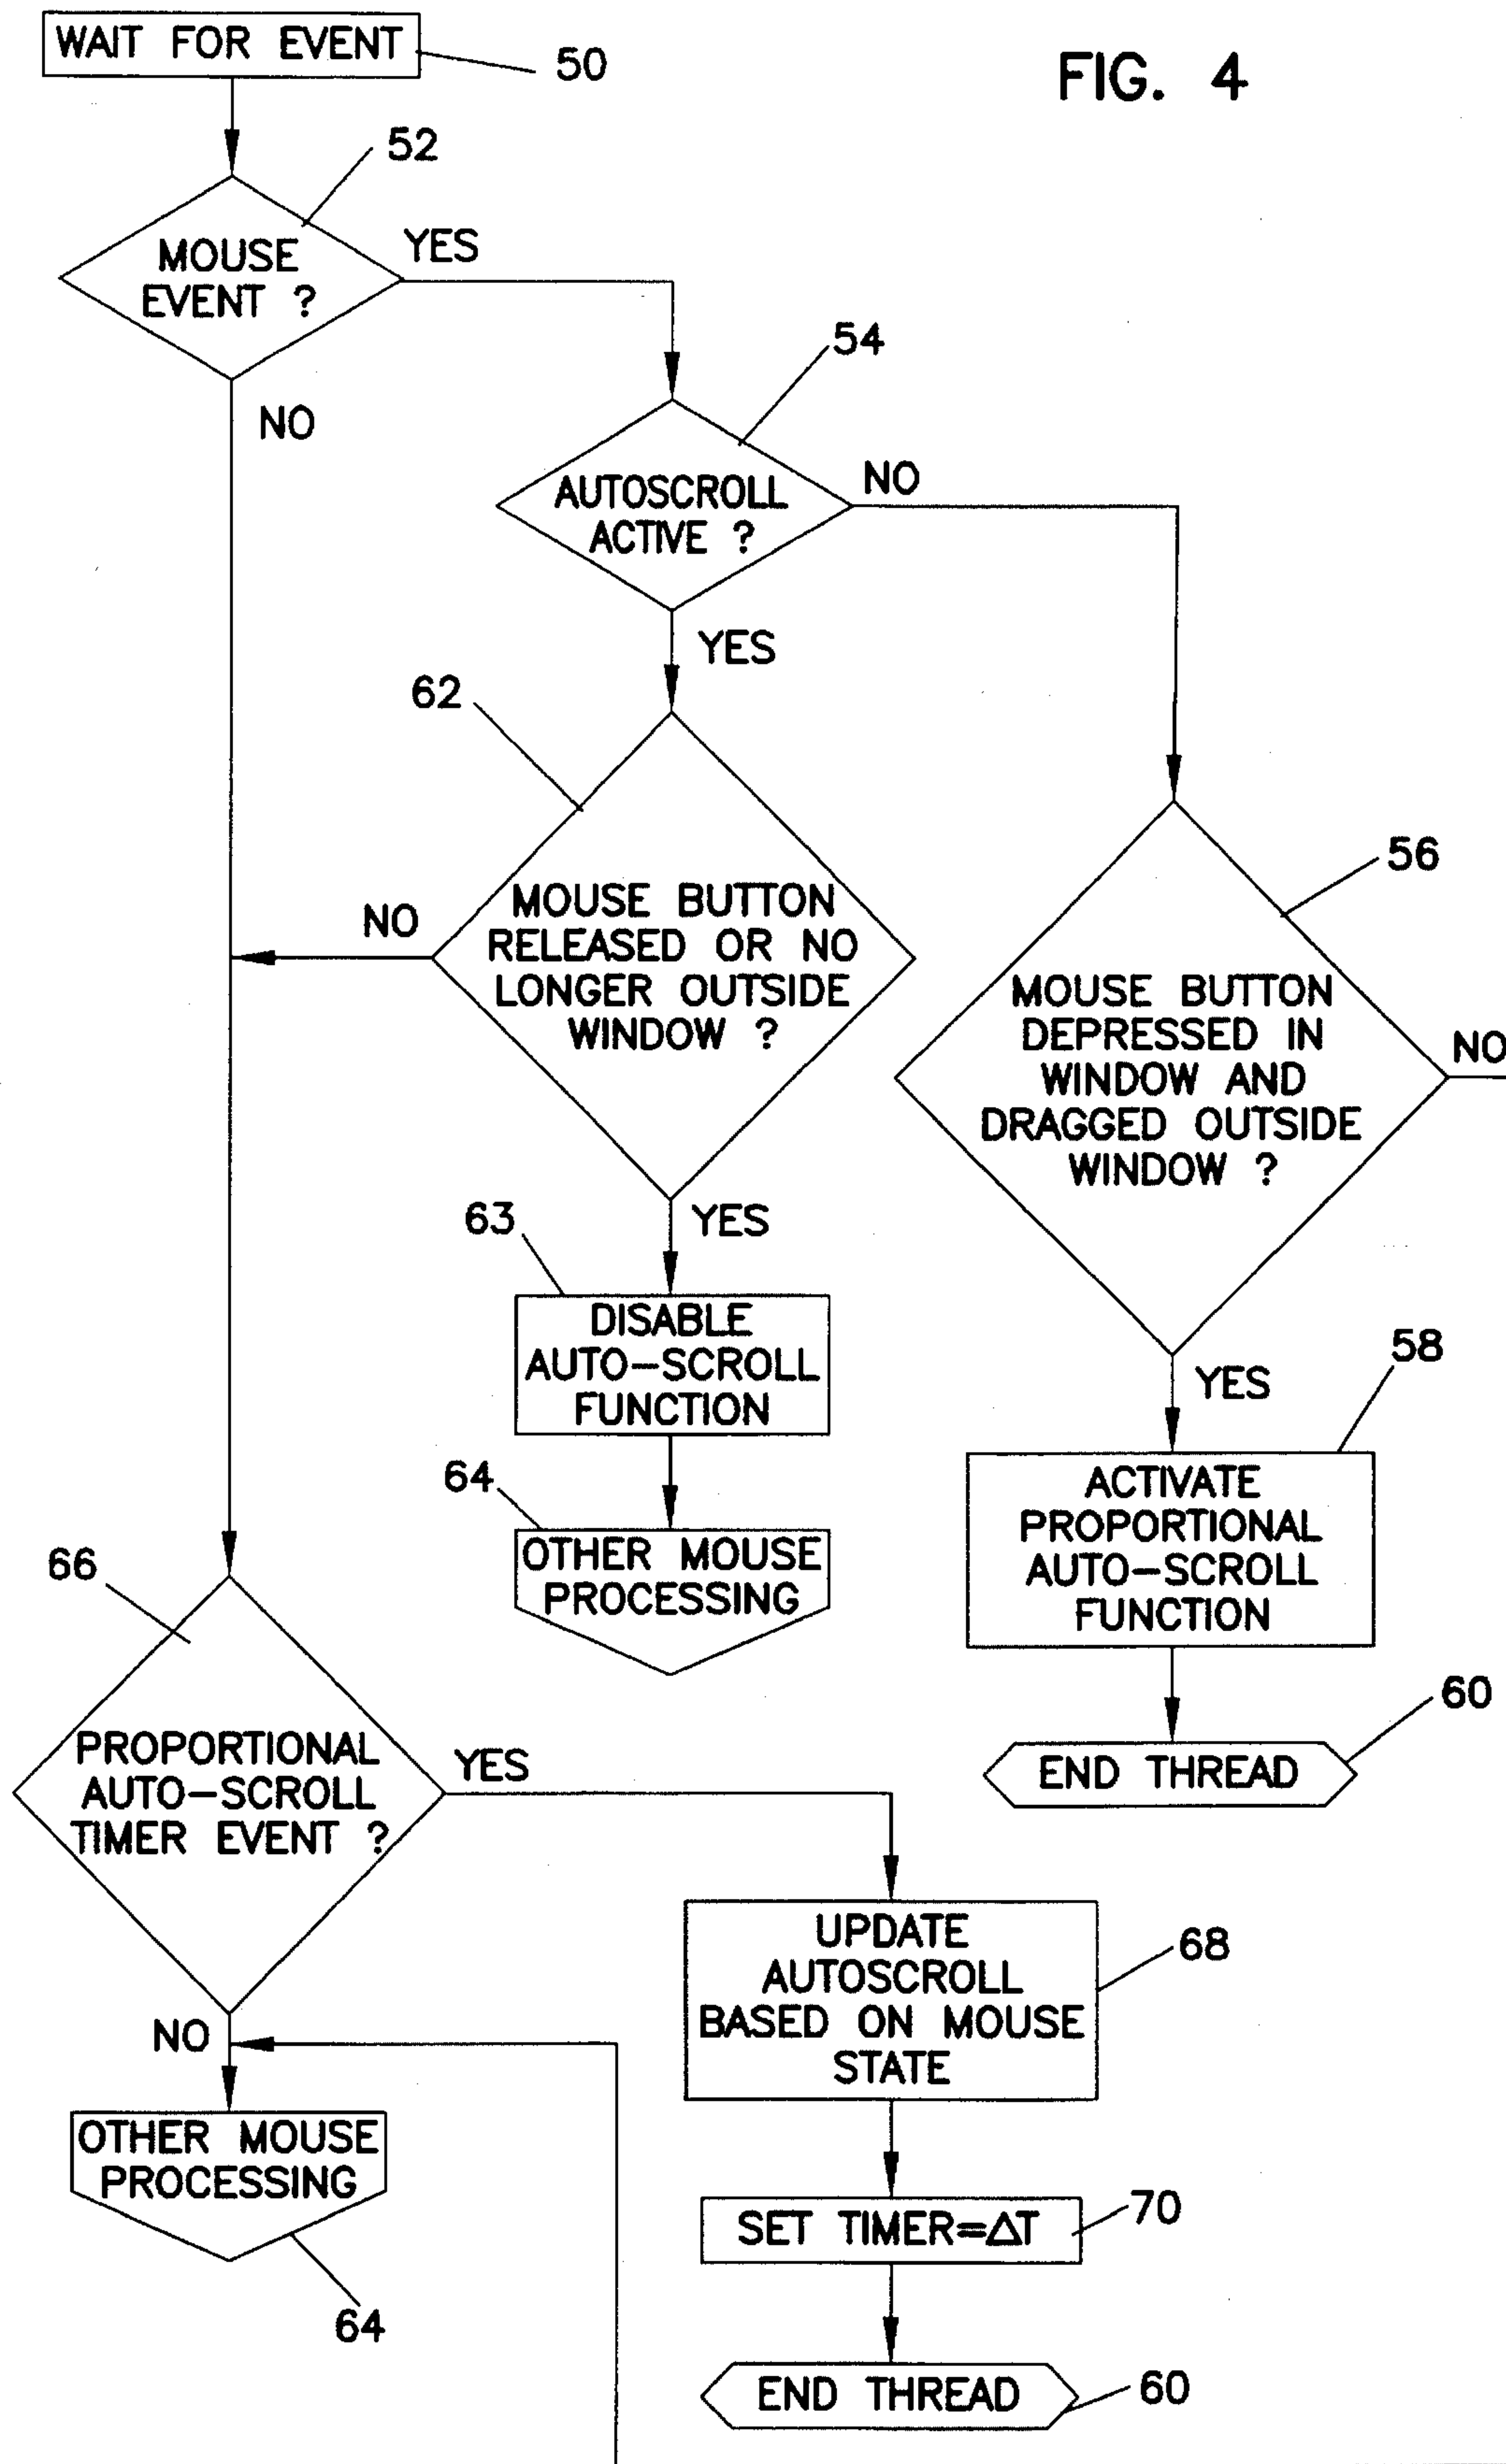 WAIT FOR EVENT
50
FIG. 4
52
MOUSE
EVENT ?
YES
NO
54
AUTOSCROLL
ACTIVE ?
NO
YES
62
MOUSE BUTTON
RELEASED OR NO
LONGER OUTSIDE
WINDOW ?
NO
YES
56
MOUSE BUTTON
DEPRESSED IN
WINDOW AND
DRAGGED OUTSIDE
WINDOW ?
NO
YES
63
DISABLE
AUTO-SCROLL
FUNCTION
64
OTHER MOUSE
PROCESSING
58
ACTIVATE
PROPORTIONAL
AUTO-SCROLL
FUNCTION
60
END THREAD
66
PROPORTIONAL
AUTO-SCROLL
TIMER EVENT ?
YES
NO
68
UPDATE
AUTOSCROLL
BASED ON MOUSE
STATE
OTHER MOUSE
PROCESSING
64
70
SET TIMER=ΔT
END THREAD
60